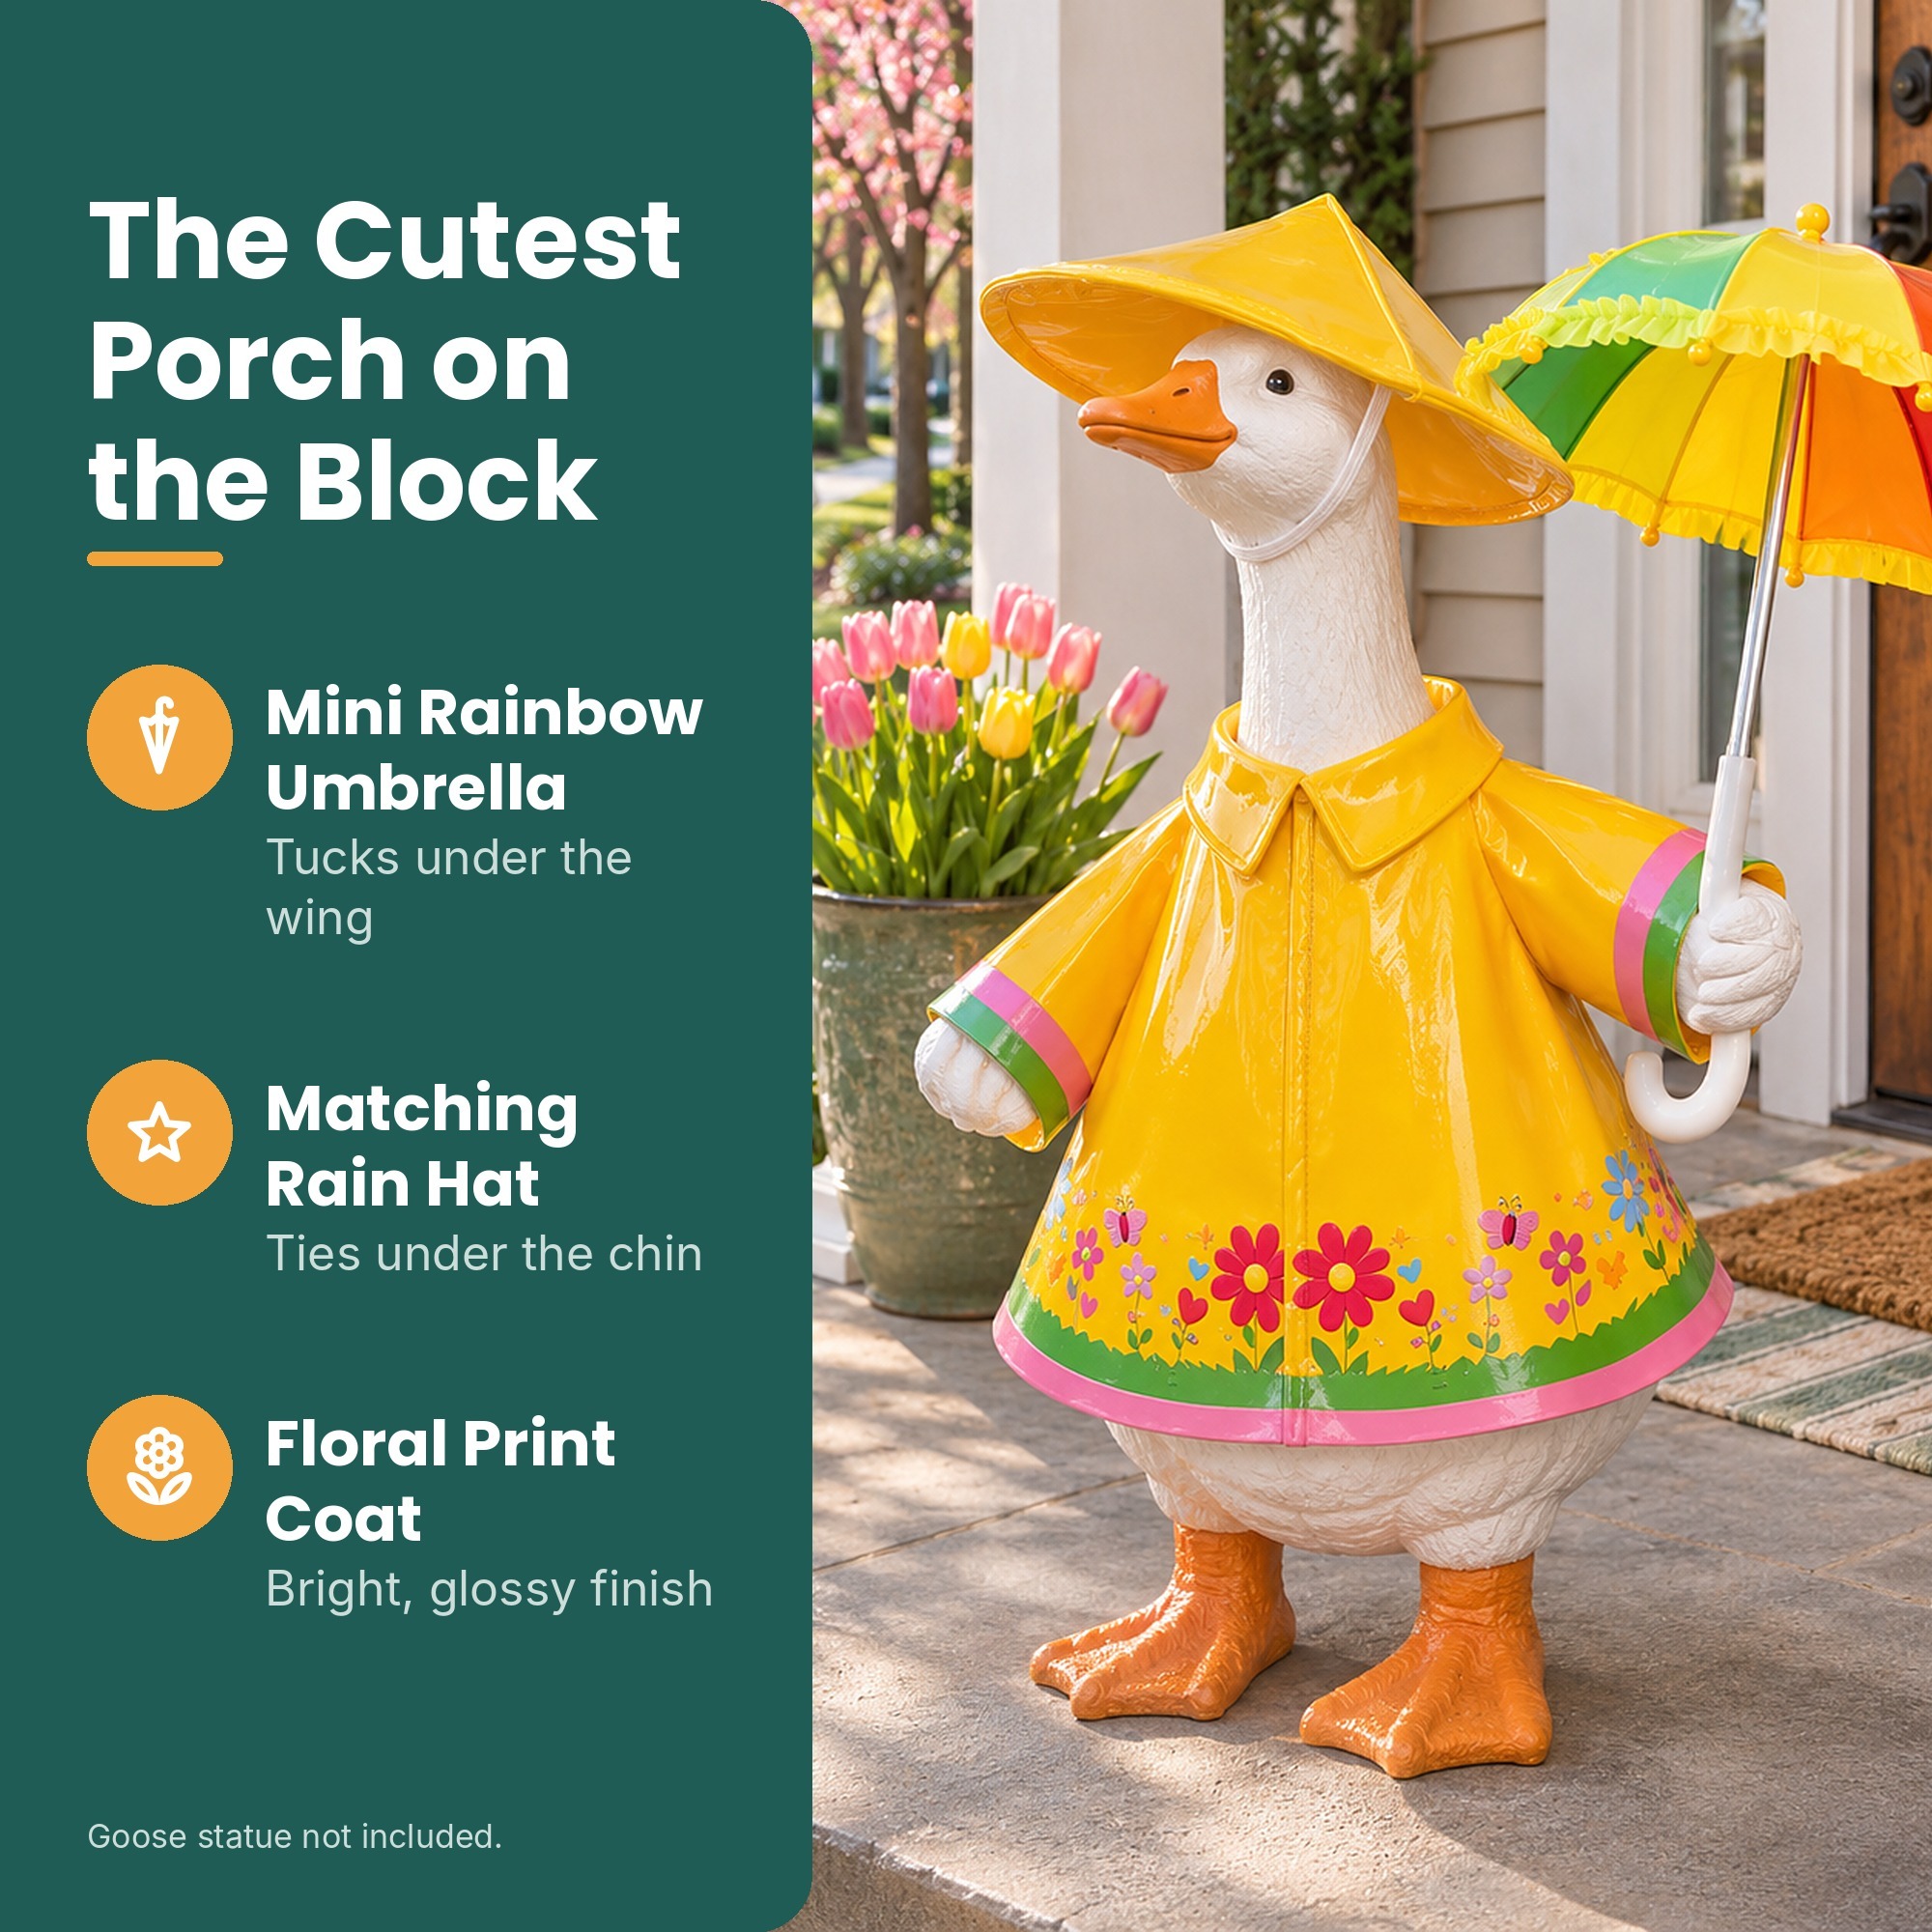 The Cutest
Porch on
the Block
Mini Rainbow
Umbrella
Tucks under the
wing
Matching
Rain Hat
Ties under the chin
Floral Print
Coat
Bright, glossy finish
Goose statue not included.